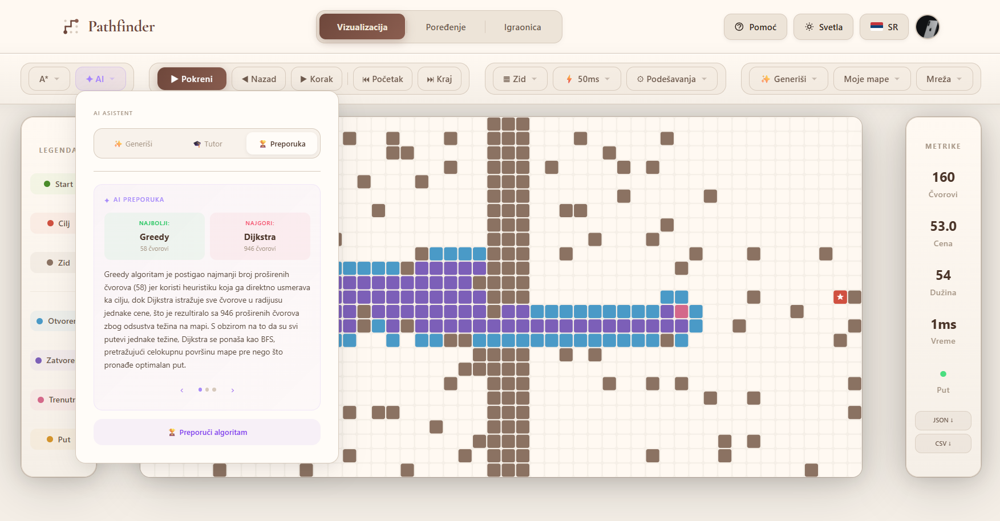 Pathfinder
Vizualizacija
Poređenje
Igraonica
Pomoć
Svetla
SR
A*
AI
Pokreni
Nazad
Korak
Početak
Kraj
Zid
50ms
Podešavanja
Generiši
Moje mape
Mreža
LEGENDA
Start
Cilj
Zid
Otvoren
Zatvore
Trenutn
Put
AI ASISTENT
Generiši
Tutor
Preporuka
AI PREPORUKA
NAJBOLJI:
Greedy
58 čvorovi
NAJGORI:
Dijkstra
946 čvorovi
Greedy algoritam je postigao najmanji broj proširenih
čvorova (58) jer koristi heuristiku koja ga direktno usmerava
ka cilju, dok Dijkstra istražuje sve čvorove u radijusu
jednake cene, što je rezultiralo sa 946 proširenih čvorova
zbog odsustva težina na mapi. S obzirom na to da su svi
putevi jednake težine, Dijkstra se ponaša kao BFS,
pretražujući celokupnu površinu mape pre nego što
pronađe optimalan put.
Preporuči algoritam
METRIKE
160
Čvorovi
53.0
Cena
54
Dužina
1ms
Vreme
Put
JSON ↓
CSV ↓